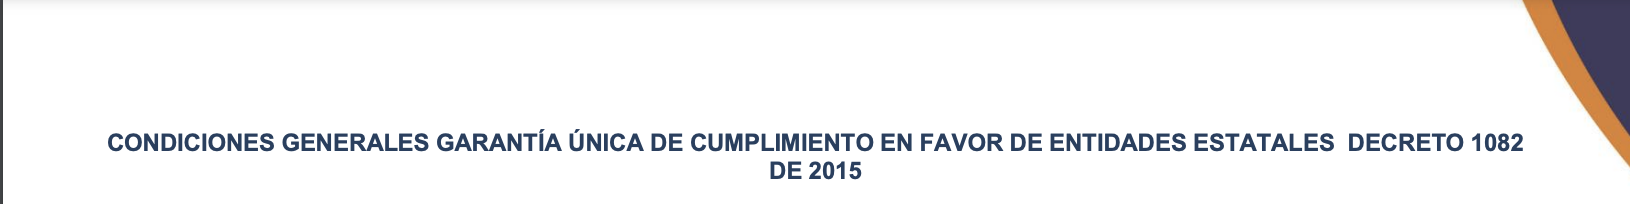 CONDICIONES GENERALES GARANTÍA ÚNICA DE CUMPLIMIENTO EN FAVOR DE ENTIDADES ESTATALES  DECRETO 1082
DE 2015